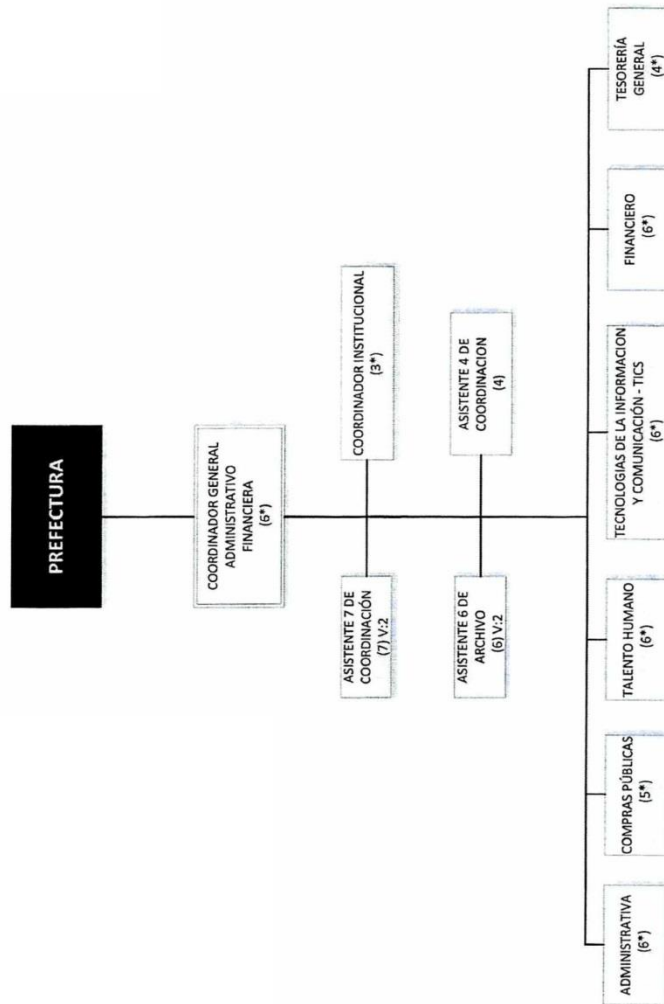 PREFECTURA
COORDINADOR GENERAL
ADMINISTRATIVO
FINANCIERA
(6*)
ASISTENTE 7 DE
COORDINACIÓN
(7) V:2
COORDINADOR INSTITUCIONAL
(3*)
ASISTENTE 6 DE
ARCHIVO
(6) V:2
ASISTENTE 4 DE
COORDINACION
(4)
ADMINISTRATIVA
(6*)
COMPRAS PÚBLICAS
(5*)
TALENTO HUMANO
(6*)
TECNOLOGIAS DE LA INFORMACION
Y COMUNICACIÓN - TICS
(6*)
FINANCIERO
(6*)
TESORERÍA
GENERAL
(4*)